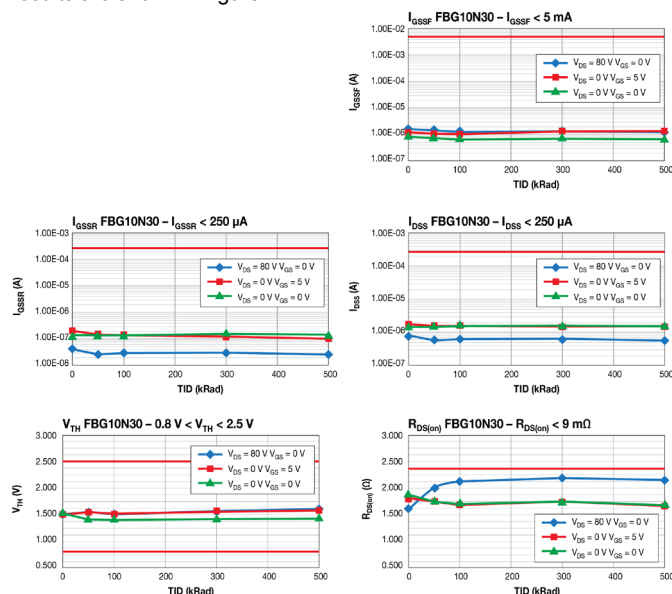 I_GSSF FBG10N30 – I_GSSF < 5 mA
1.00E–02
1.00E–03
1.00E–04
1.00E–05
1.00E–06
1.00E–07
I_GSSF (A)
V_DS = 80 V V_GS = 0 V
V_DS = 0 V V_GS = 5 V
V_DS = 0 V V_GS = 0 V
0 100 200 300 400 500
TID (kRad)
I_GSSR FBG10N30 – I_GSSR < 250 µA
1.00E–03
1.00E–04
1.00E–05
1.00E–06
1.00E–07
1.00E–08
I_GSSR (A)
V_DS = 80 V V_GS = 0 V
V_DS = 0 V V_GS = 5 V
V_DS = 0 V V_GS = 0 V
0 100 200 300 400 500
TID (kRad)
I_DSS FBG10N30 – I_DSS < 250 µA
1.00E–03
1.00E–04
1.00E–05
1.00E–06
1.00E–07
I_DSS (A)
V_DS = 80 V V_GS = 0 V
V_DS = 0 V V_GS = 5 V
V_DS = 0 V V_GS = 0 V
0 100 200 300 400 500
TID (kRad)
V_TH FBG10N30 – 0.8 V < V_TH < 2.5 V
3.000
2.500
2.000
1.500
1.000
0.500
V_TH (V)
V_DS = 80 V V_GS = 0 V
V_DS = 0 V V_GS = 5 V
V_DS = 0 V V_GS = 0 V
0 100 200 300 400 500
TID (kRad)
R_DS(on) FBG10N30 – R_DS(on) < 9 mΩ
3.000
2.500
2.000
1.500
1.000
0.500
R_DS(on) (Ω)
V_DS = 80 V V_GS = 0 V
V_DS = 0 V V_GS = 5 V
V_DS = 0 V V_GS = 0 V
0 100 200 300 400 500
TID (kRad)